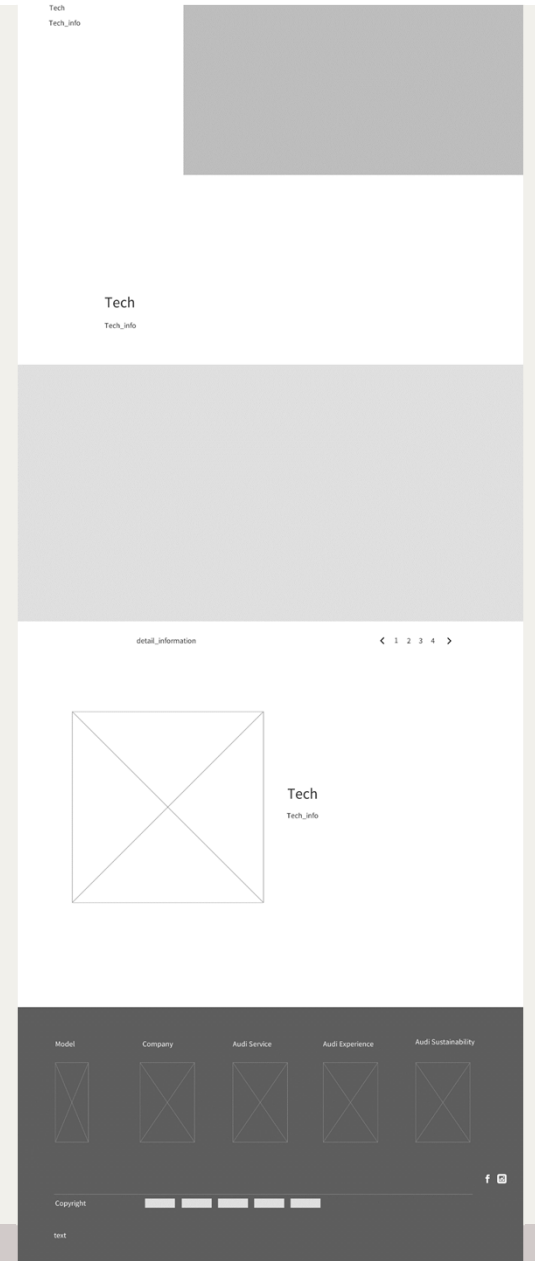 Tech
Tech_info
Tech
Tech_info
detail_information
1 2 3 4
Tech
Tech_info
Model
Company
Audi Service
Audi Experience
Audi Sustainability
Copyright
text